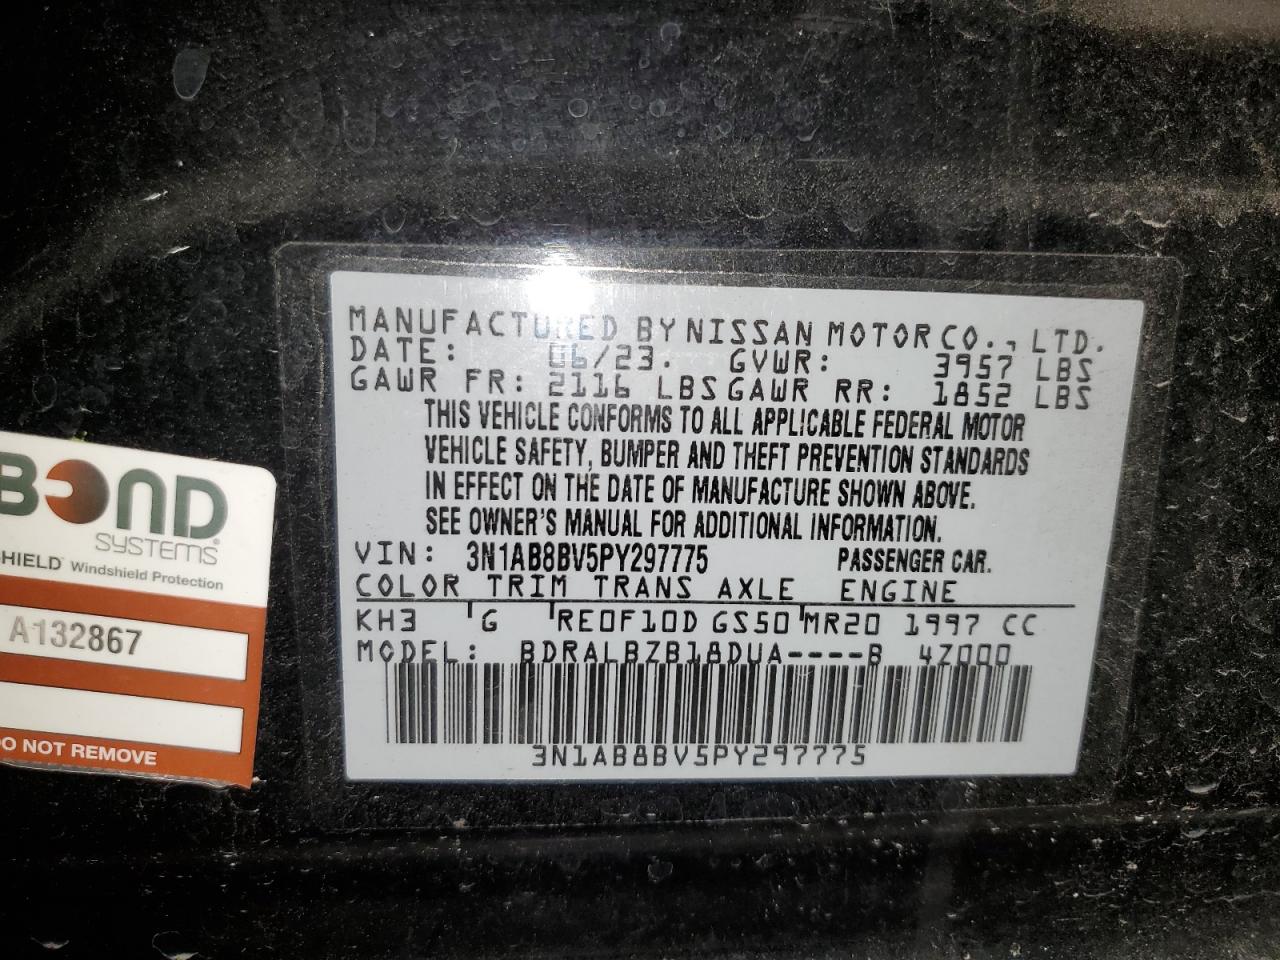 MANUFACTURED BY NISSAN MOTOR CO., LTD.
DATE: 06/23. GVWR: 3957 LBS
GAWR FR: 2116 LBS GAWR RR: 1852 LBS
THIS VEHICLE CONFORMS TO ALL APPLICABLE FEDERAL MOTOR
VEHICLE SAFETY, BUMPER AND THEFT PREVENTION STANDARDS
IN EFFECT ON THE DATE OF MANUFACTURE SHOWN ABOVE.
SEE OWNER'S MANUAL FOR ADDITIONAL INFORMATION.
VIN: 3N1AB8BV5PY297775 PASSENGER CAR.
COLOR TRIM TRANS AXLE ENGINE
KH3 G RE0F10D GS50 MR20 1997 CC
MODEL: BDRALBZB18DUA----B 4Z000
3N1AB8BV5PY297775
BOND
SYSTEMS
SHIELD™ Windshield Protection
A132867
DO NOT REMOVE